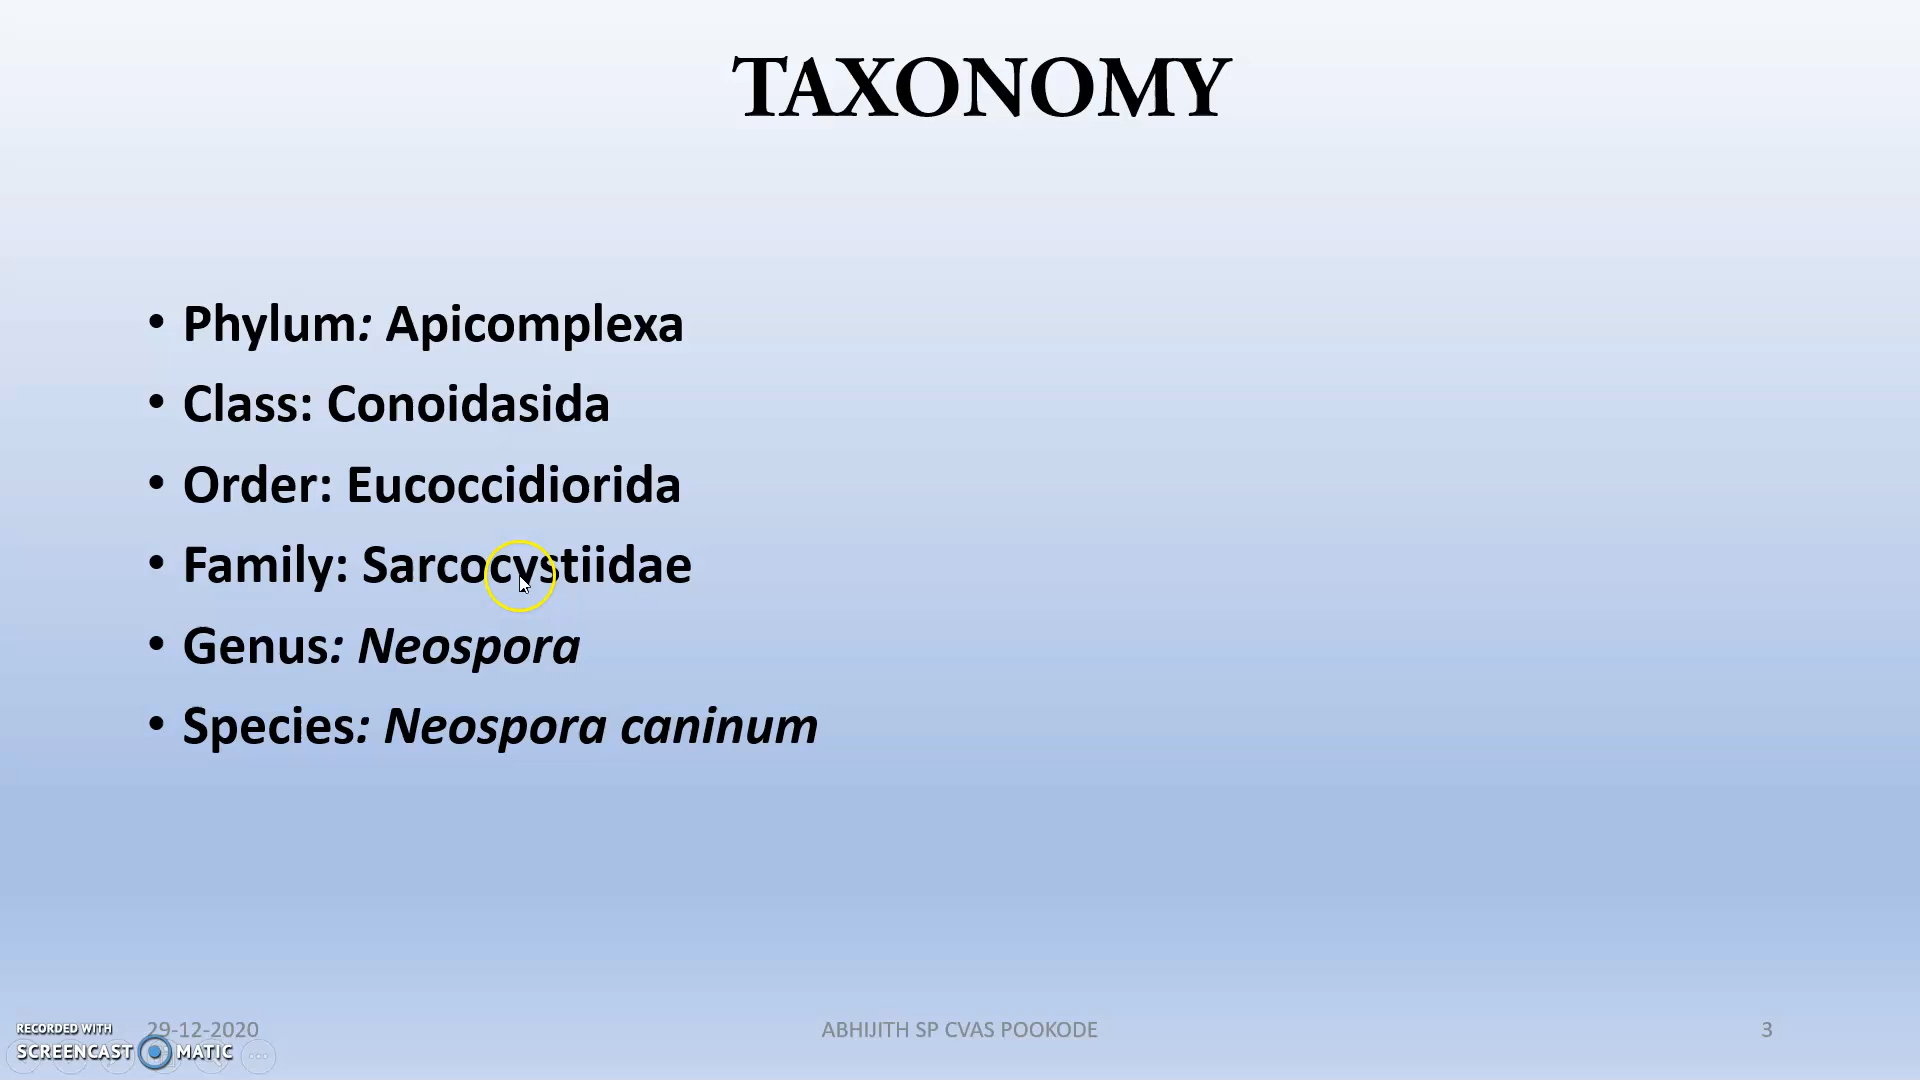 TAXONOMY
• Phylum: Apicomplexa
• Class: Conoidasida
• Order: Eucoccidiorida
• Family: Sarcocystiidae
• Genus: Neospora
• Species: Neospora caninum
RECORDED WITH
29-12-2020
ABHIJITH SP CVAS POOKODE
3
SCREENCAST MATIC